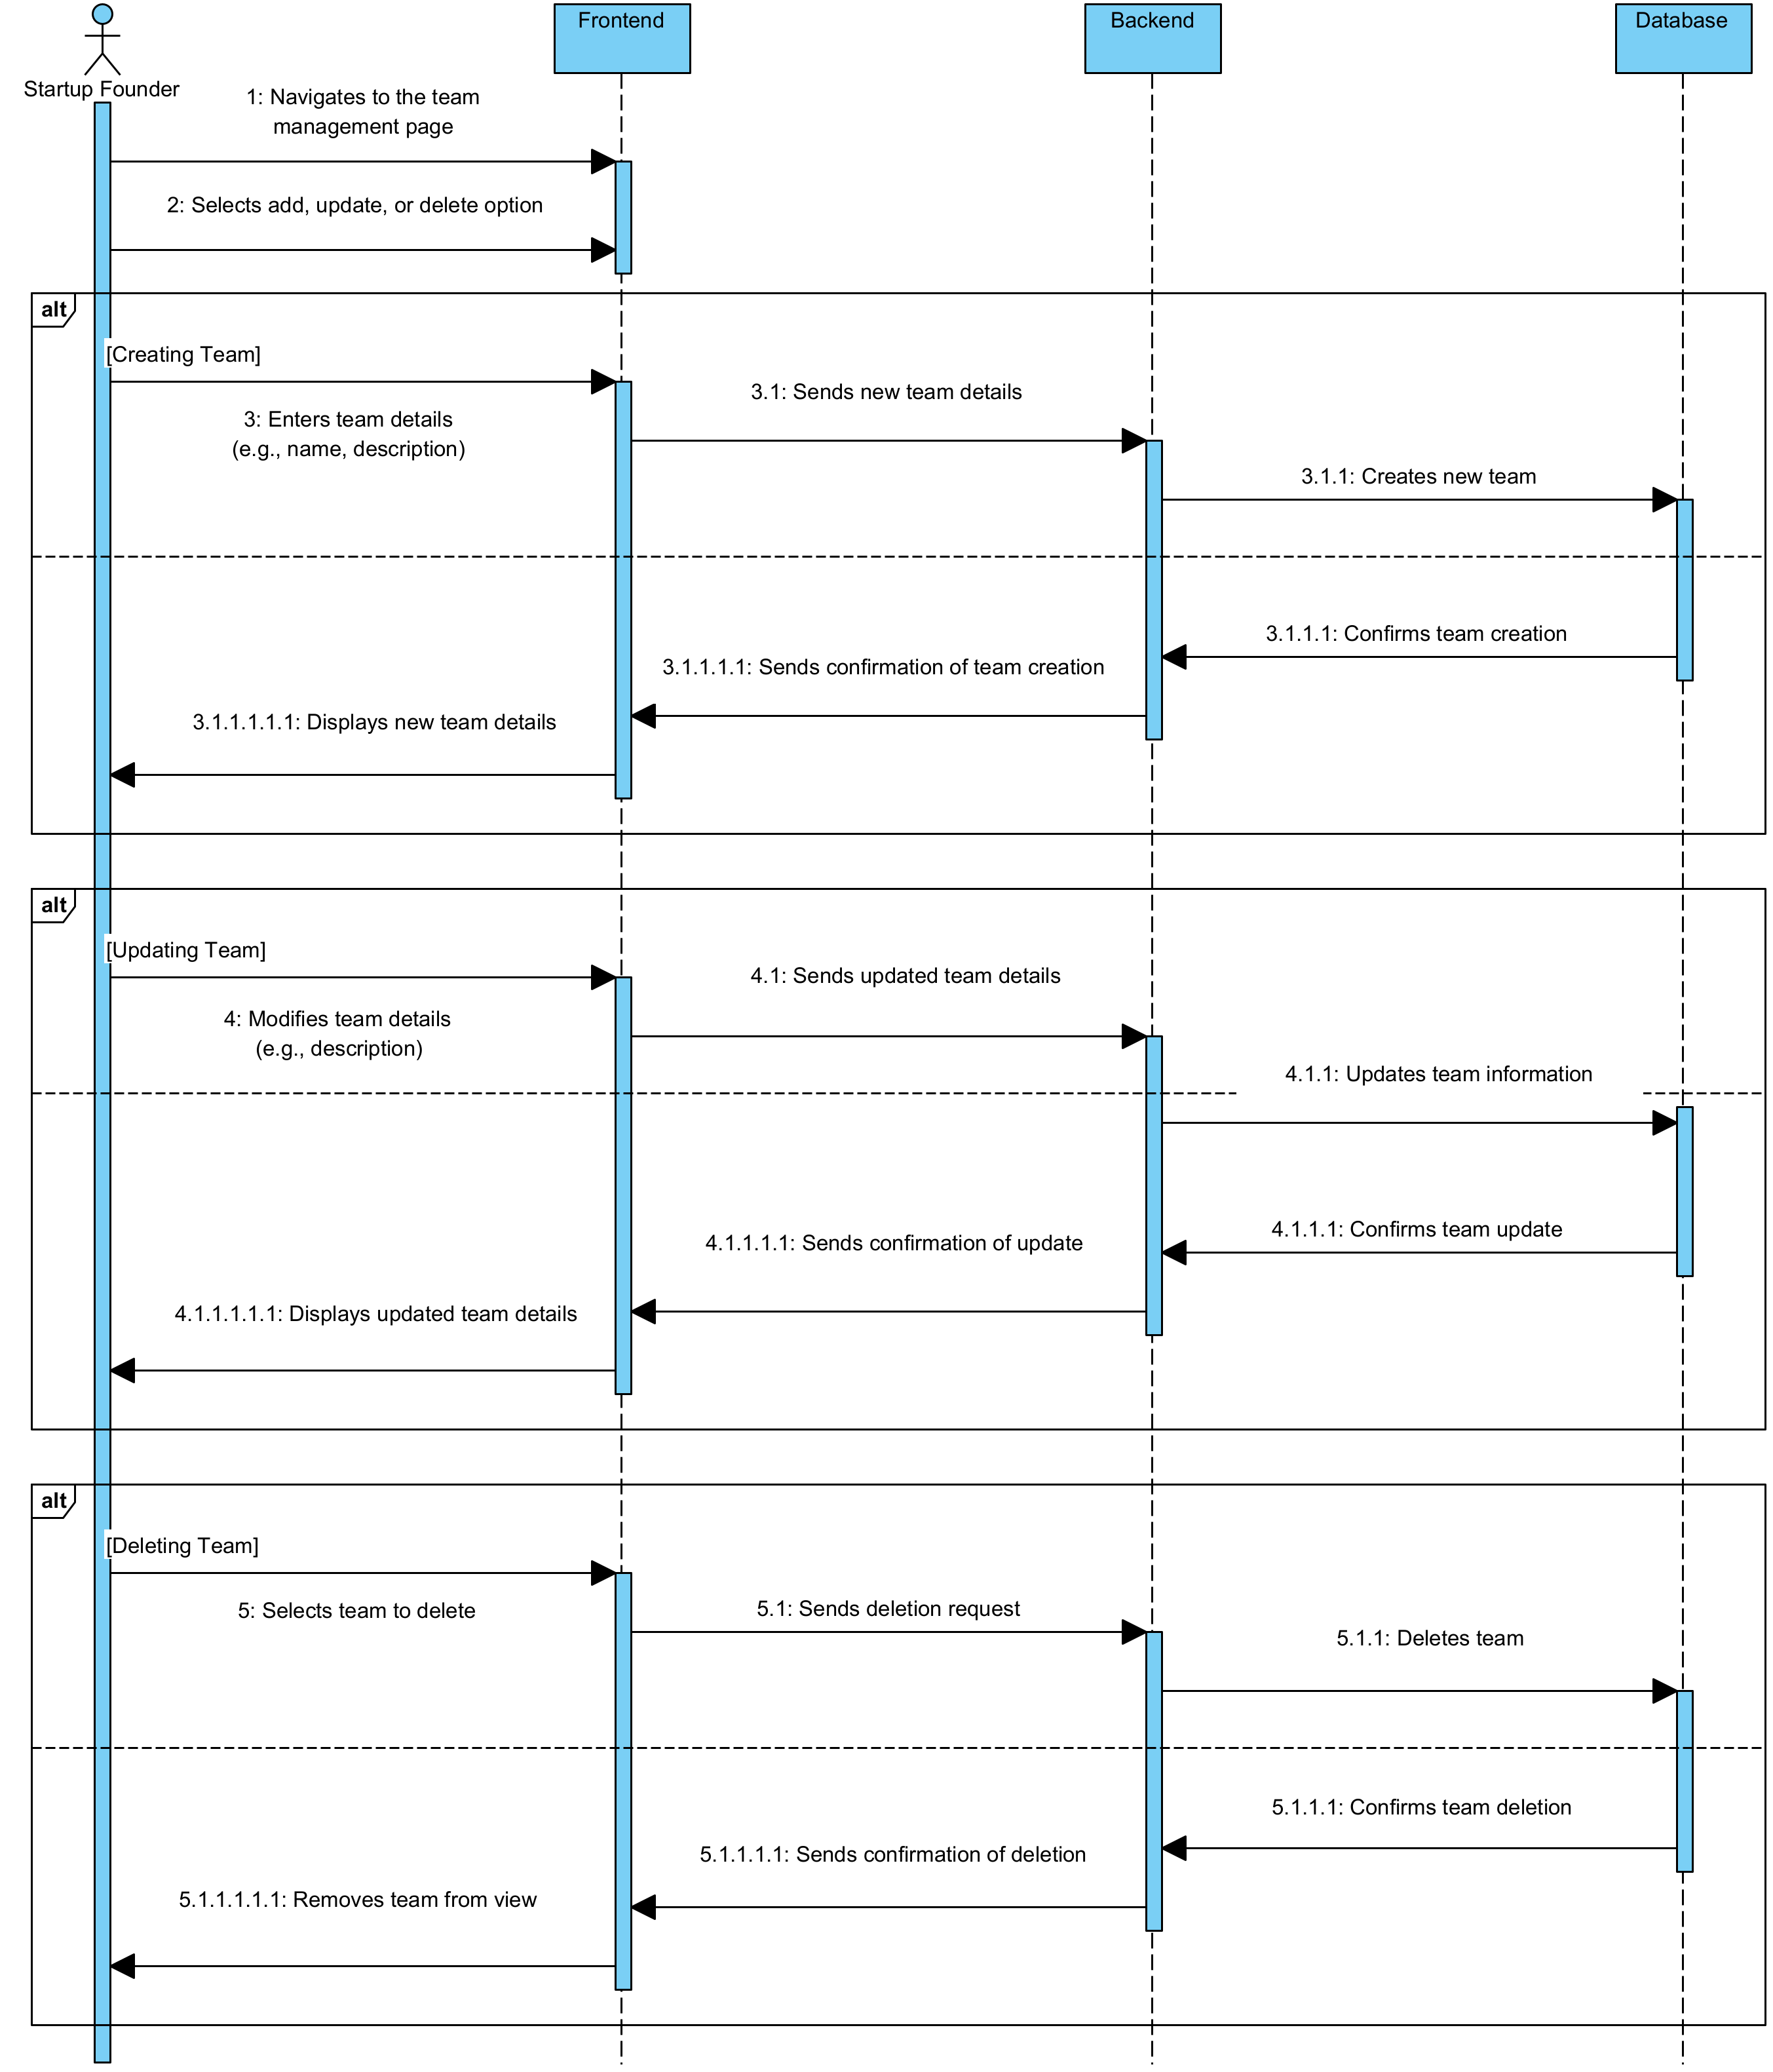 Startup Founder
Frontend
Backend
Database
1: Navigates to the team
management page
2: Selects add, update, or delete option
alt
[Creating Team]
3: Enters team details
(e.g., name, description)
3.1: Sends new team details
3.1.1: Creates new team
3.1.1.1: Confirms team creation
3.1.1.1.1: Sends confirmation of team creation
3.1.1.1.1.1: Displays new team details
alt
[Updating Team]
4: Modifies team details
(e.g., description)
4.1: Sends updated team details
4.1.1: Updates team information
4.1.1.1: Confirms team update
4.1.1.1.1: Sends confirmation of update
4.1.1.1.1.1: Displays updated team details
alt
[Deleting Team]
5: Selects team to delete
5.1: Sends deletion request
5.1.1: Deletes team
5.1.1.1: Confirms team deletion
5.1.1.1.1: Sends confirmation of deletion
5.1.1.1.1.1: Removes team from view